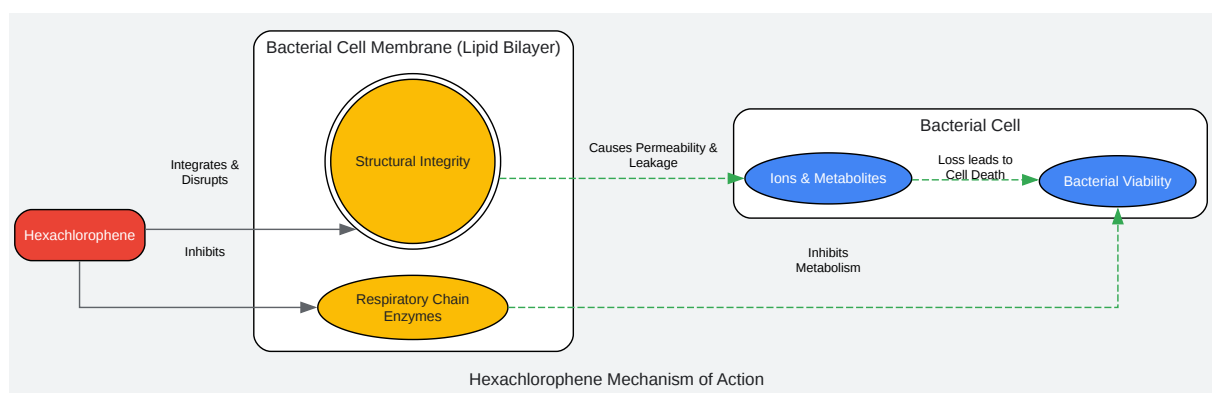 Bacterial Cell Membrane (Lipid Bilayer)
Structural Integrity
Integrates &
Disrupts
Hexachlorophene
Inhibits
Respiratory Chain
Enzymes
Causes Permeability &
Leakage
Bacterial Cell
Ions & Metabolites
Loss leads to
Cell Death
Bacterial Viability
Inhibits
Metabolism
Hexachlorophene Mechanism of Action